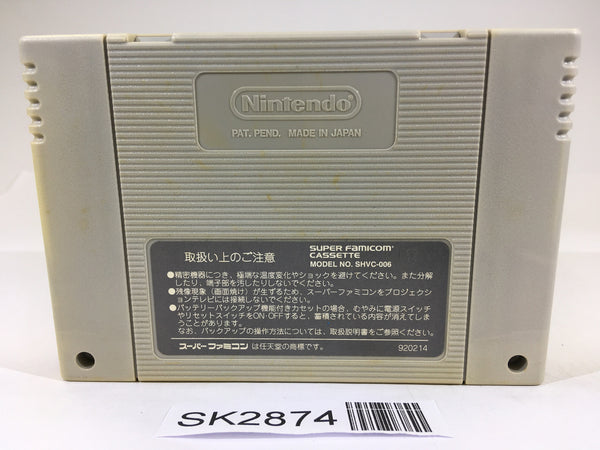 Nintendo®
PAT. PEND. MADE IN JAPAN
取扱い上のご注意
SUPER FAMICOM™
CASSETTE
MODEL NO. SHVC-006
●精密機器につき、極端な温度変化やショックを避けてください。また分解
したり、端子部を汚したりしないでください。
●残像現象（画面焼け）が生ずるため、スーパーファミコンをプロジェクシ
ョンテレビには接続しないでください。
●バッテリーバックアップ機能付きカセットの場合、むやみに電源スイッチ
やリセットスイッチをON・OFFすると、蓄積されている内容が消えてしま
うことがあります。
なお、バックアップの操作方法については、取扱説明書をご参照ください。
スーパーファミコン は任天堂の商標です。
920214
SK2874